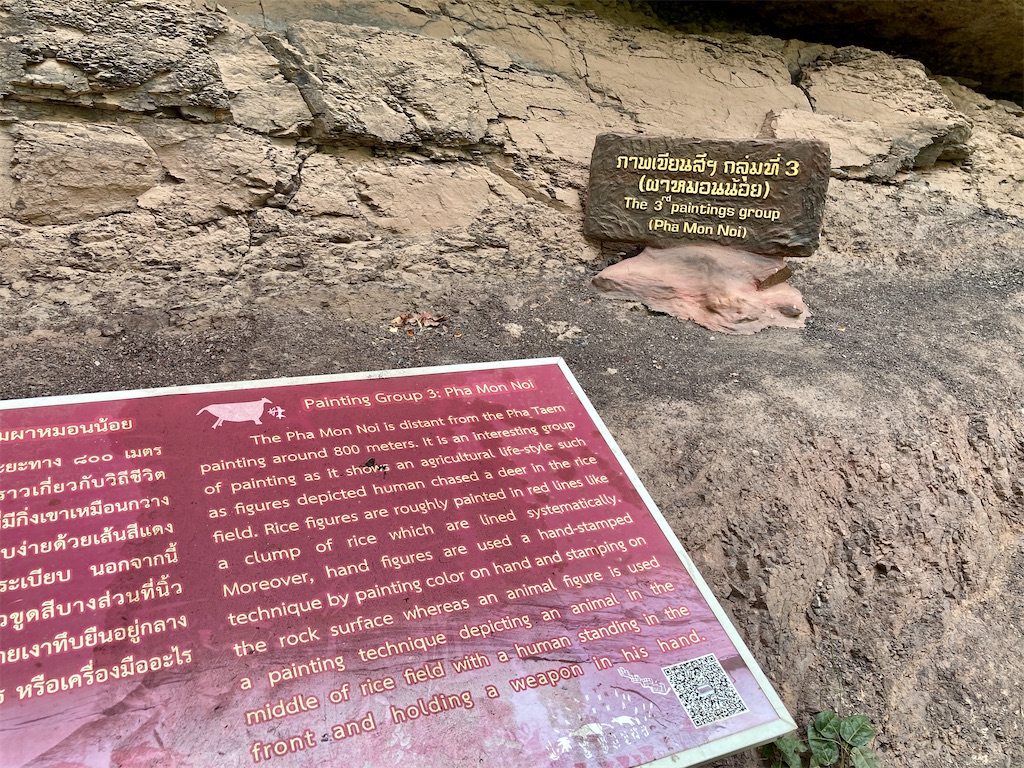 ภาพเขียนสีฯ กลุ่มที่ 3
(ผาหมอนน้อย)
The 3rd paintings group
(Pha Mon Noi)
มผาหมอนน้อย
ะยะทาง ๘๐๐ เมตร
ราวเกี่ยวกับวิถีชีวิต
มีกิ่งเขาเหมือนกวาง
บง่ายด้วยเส้นสีแดง
ระเบียบ นอกจากนี้
วขูดสีบางส่วนที่นิ้ว
ายเงาทึบยืนอยู่กลาง
ร หรือเครื่องมืออะไร
Painting Group 3: Pha Mon Noi
The Pha Mon Noi is distant from the Pha Taem
painting around 800 meters. It is an interesting group
of painting as it shows an agricultural life-style such
as figures depicted human chased a deer in the rice
field. Rice figures are roughly painted in red lines like
a clump of rice which are lined systematically.
Moreover, hand figures are used a hand-stamped
technique by painting color on hand and stamping on
the rock surface whereas an animal figure is used
a painting technique depicting an animal in the
middle of rice field with a human standing in the
front and holding a weapon in his hand.